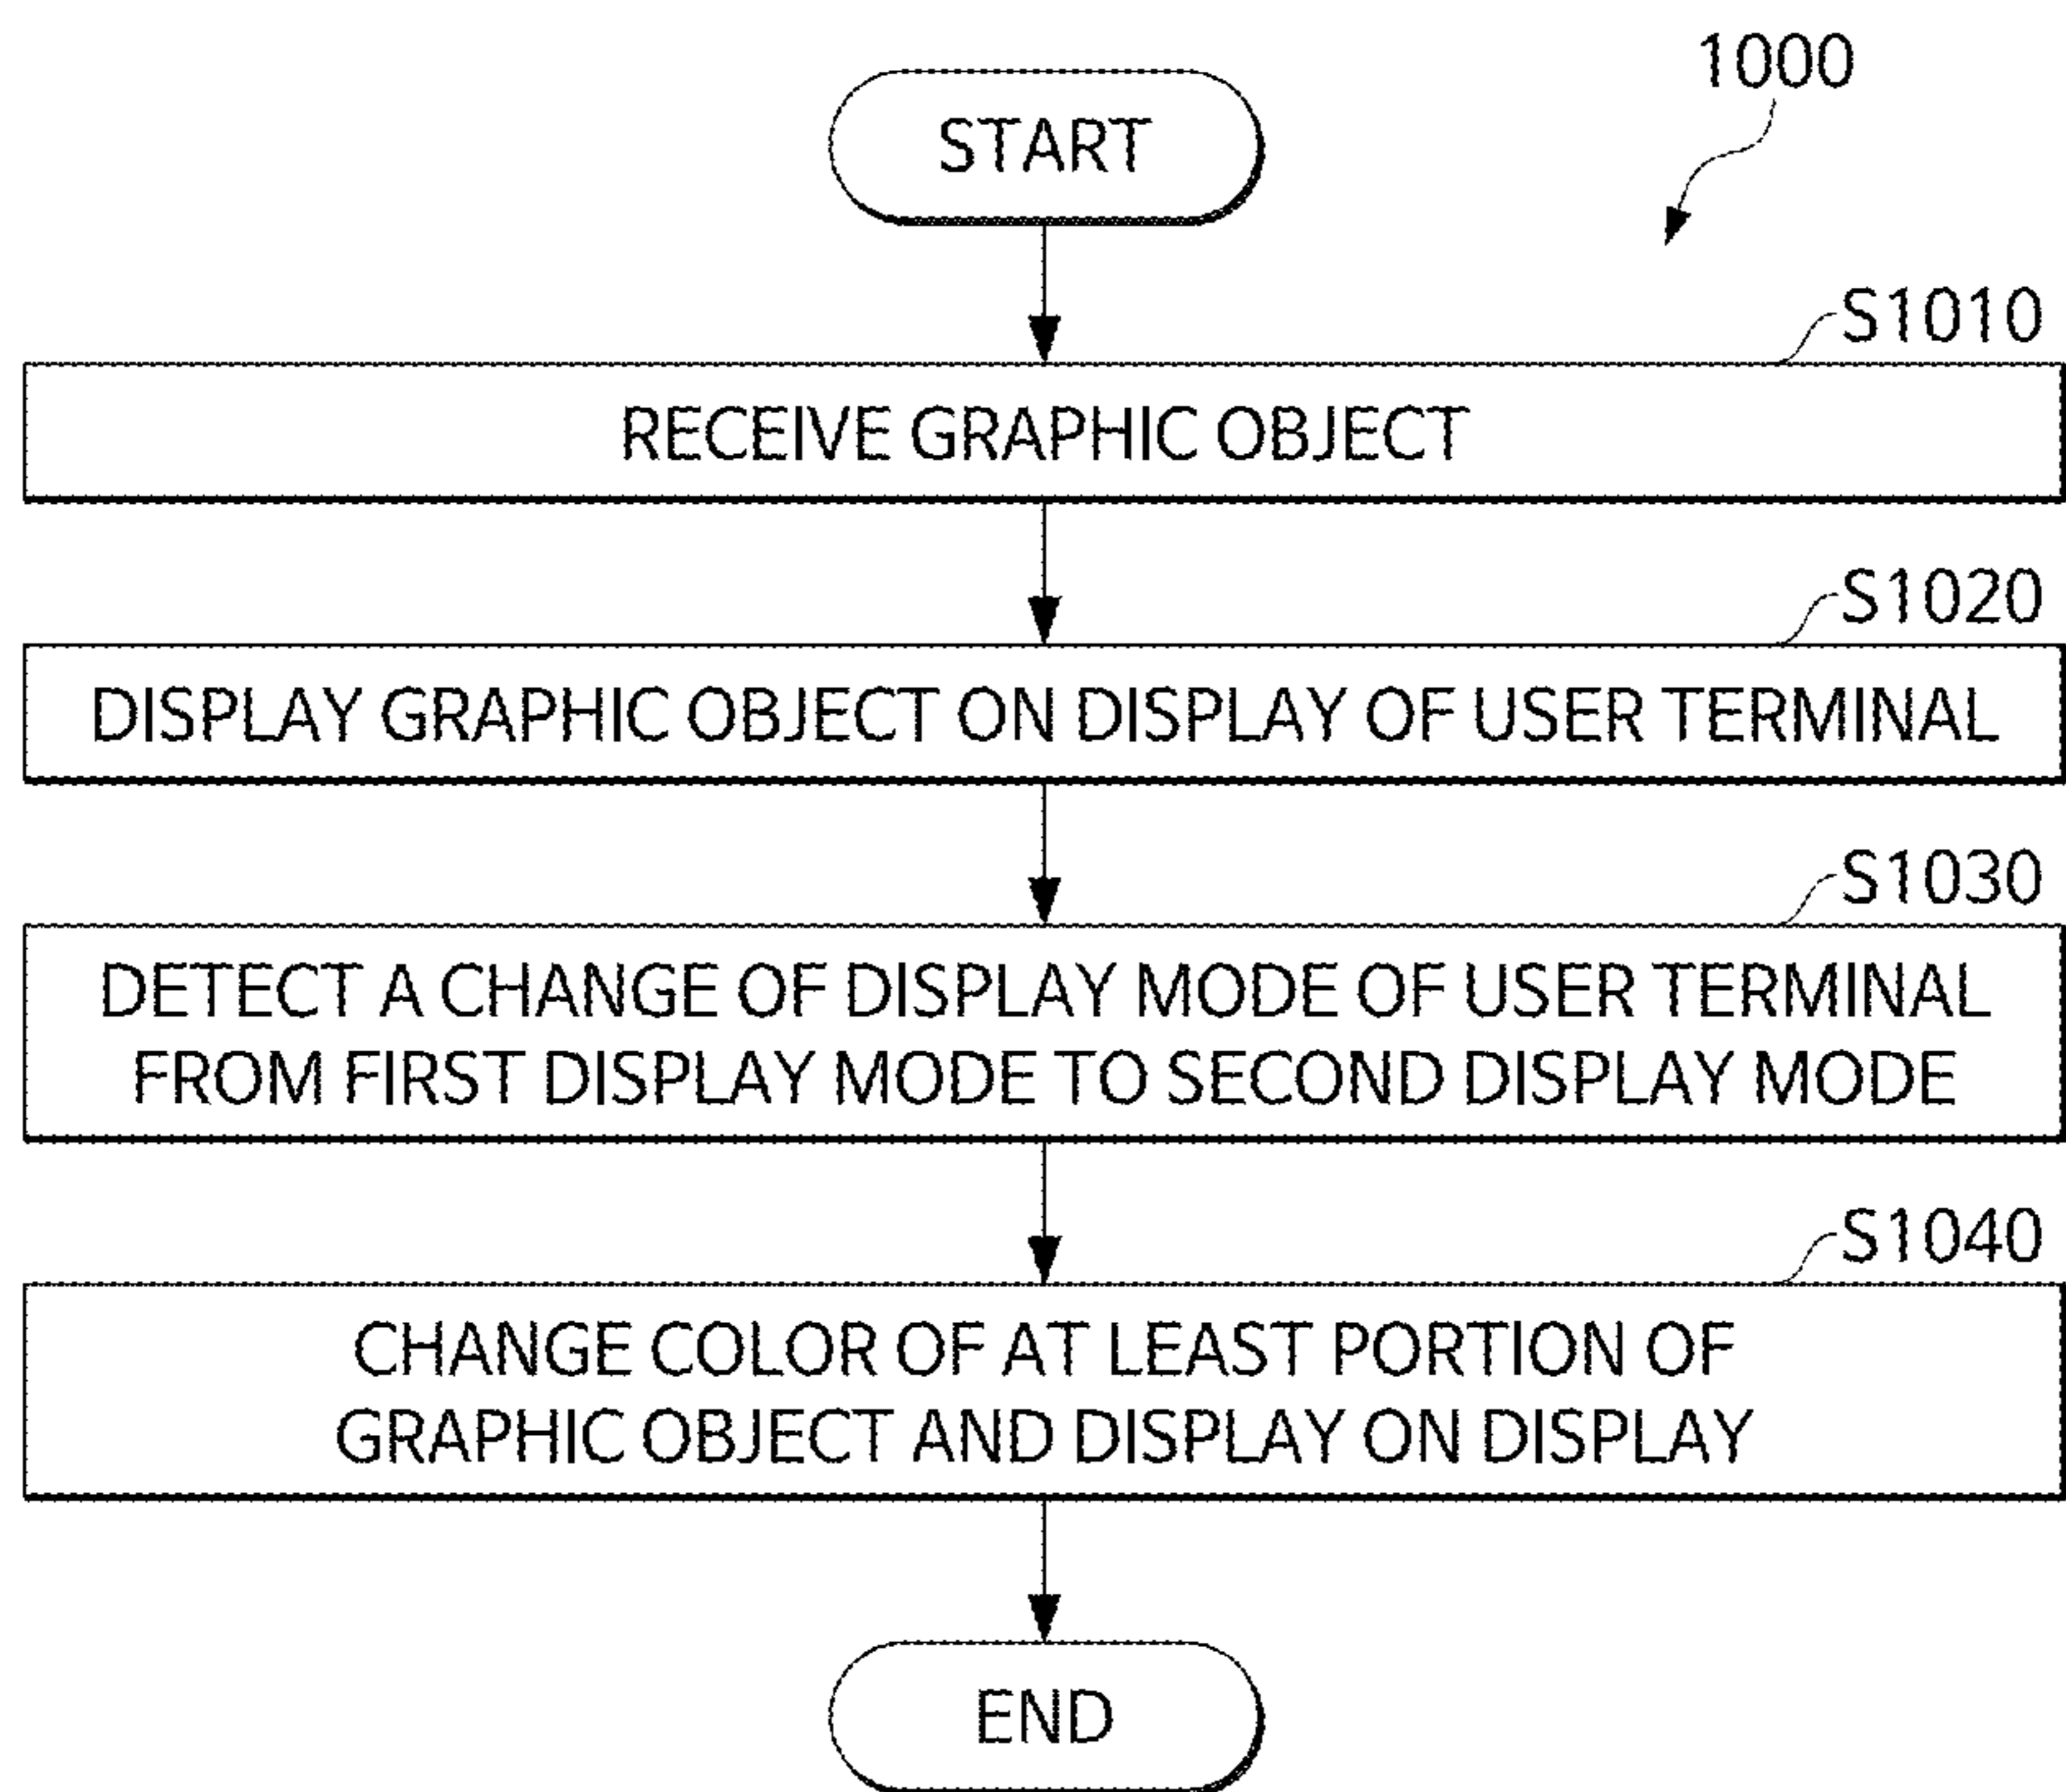 1000
START
S1010
RECEIVE GRAPHIC OBJECT
S1020
DISPLAY GRAPHIC OBJECT ON DISPLAY OF USER TERMINAL
S1030
DETECT A CHANGE OF DISPLAY MODE OF USER TERMINAL
FROM FIRST DISPLAY MODE TO SECOND DISPLAY MODE
S1040
CHANGE COLOR OF AT LEAST PORTION OF
GRAPHIC OBJECT AND DISPLAY ON DISPLAY
END